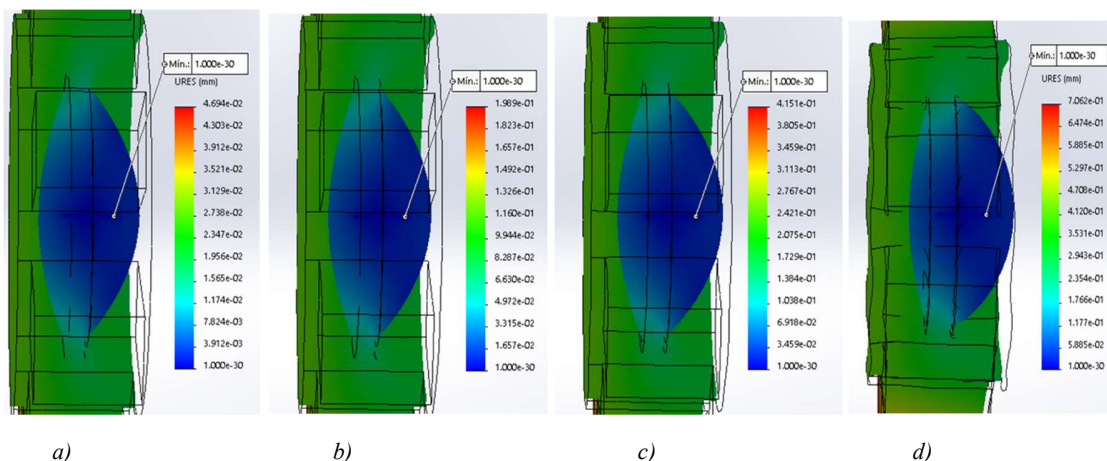 Mín.: 1.000e-30
URES (mm)
4.694e-02
4.303e-02
3.912e-02
3.521e-02
3.129e-02
2.738e-02
2.347e-02
1.956e-02
1.565e-02
1.174e-02
7.824e-03
3.912e-03
1.000e-30
Mín.: 1.000e-30
1.989e-01
1.823e-01
1.657e-01
1.492e-01
1.326e-01
1.160e-01
9.944e-02
8.287e-02
6.630e-02
4.972e-02
3.315e-02
1.657e-02
1.000e-30
Mín.: 1.000e-30
4.151e-01
3.805e-01
3.459e-01
3.113e-01
2.767e-01
2.421e-01
2.075e-01
1.729e-01
1.384e-01
1.038e-01
6.918e-02
3.459e-02
1.000e-30
Mín.: 1.000e-30
URES (mm)
7.062e-01
6.474e-01
5.885e-01
5.297e-01
4.708e-01
4.120e-01
3.531e-01
2.943e-01
2.354e-01
1.766e-01
1.177e-01
5.885e-02
1.000e-30
a) b) c) d)